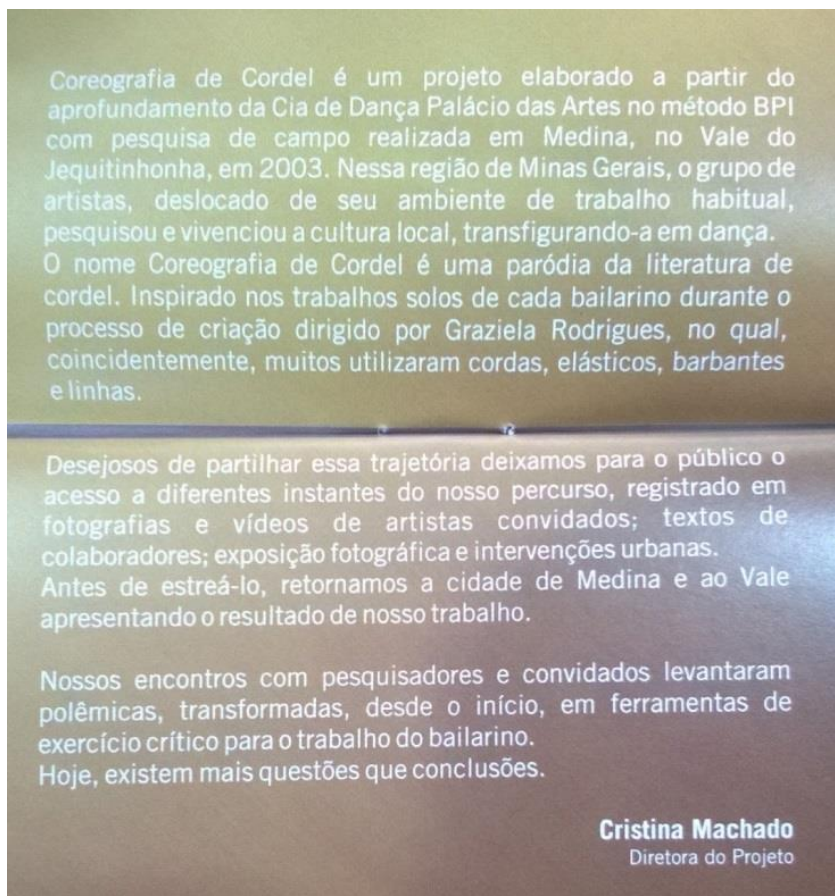 Coreografia de Cordel é um projeto elaborado a partir do
aprofundamento da Cia de Dança Palácio das Artes no método BPI
com pesquisa de campo realizada em Medina, no Vale do
Jequitinhonha, em 2003. Nessa região de Minas Gerais, o grupo de
artistas, deslocado de seu ambiente de trabalho habitual,
pesquisou e vivenciou a cultura local, transfigurando-a em dança.
O nome Coreografia de Cordel é uma paródia da literatura de
cordel. Inspirado nos trabalhos solos de cada bailarino durante o
processo de criação dirigido por Graziela Rodrigues, no qual,
coincidentemente, muitos utilizaram cordas, elásticos, barbantes
e linhas.
Desejosos de partilhar essa trajetória deixamos para o público o
acesso a diferentes instantes do nosso percurso, registrado em
fotografias e vídeos de artistas convidados; textos de
colaboradores; exposição fotográfica e intervenções urbanas.
Antes de estreá-lo, retornamos a cidade de Medina e ao Vale
apresentando o resultado de nosso trabalho.
Nossos encontros com pesquisadores e convidados levantaram
polêmicas, transformadas, desde o início, em ferramentas de
exercício crítico para o trabalho do bailarino.
Hoje, existem mais questões que conclusões.
Cristina Machado
Diretora do Projeto